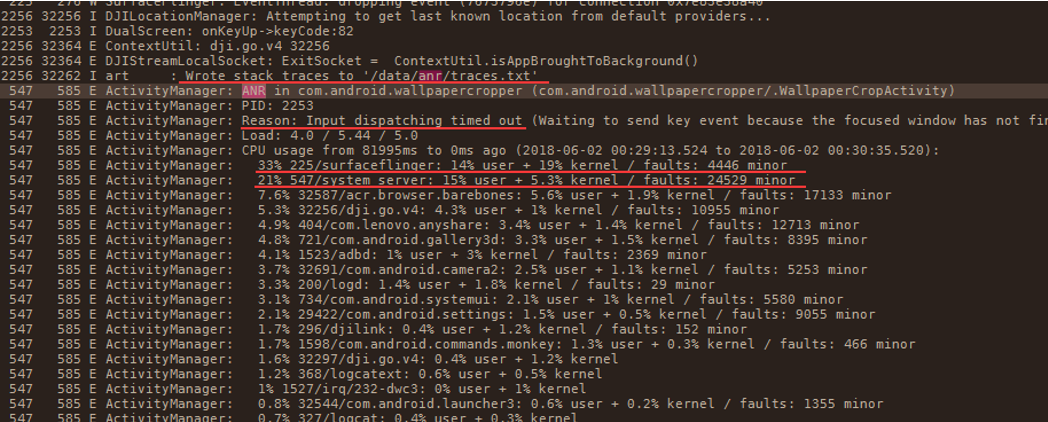 2256 32256 I DJILocationManager: Attempting to get last known location from default providers...
2253  2253 I DualScreen: onKeyUp->keyCode:82
2256 32364 E ContextUtil: dji.go.v4 32256
2256 32364 E DJIStreamLocalSocket: ExitSocket =  ContextUtil.isAppBroughtToBackground()
2256 32262 I art     : Wrote stack traces to '/data/anr/traces.txt'
547   585 E ActivityManager: ANR in com.android.wallpapercropper (com.android.wallpapercropper/.WallpaperCropActivity)
547   585 E ActivityManager: PID: 2253
547   585 E ActivityManager: Reason: Input dispatching timed out (Waiting to send key event because the focused window has not fin
547   585 E ActivityManager: Load: 4.0 / 5.44 / 5.0
547   585 E ActivityManager: CPU usage from 81995ms to 0ms ago (2018-06-02 00:29:13.524 to 2018-06-02 00:30:35.520):
547   585 E ActivityManager:   33% 225/surfaceflinger: 14% user + 19% kernel / faults: 4446 minor
547   585 E ActivityManager:   21% 547/system server: 15% user + 5.3% kernel / faults: 24529 minor
547   585 E ActivityManager:   7.6% 32587/acr.browser.barebones: 5.6% user + 1.9% kernel / faults: 17133 minor
547   585 E ActivityManager:   5.3% 32256/dji.go.v4: 4.3% user + 1% kernel / faults: 10955 minor
547   585 E ActivityManager:   4.9% 404/com.lenovo.anyshare: 3.4% user + 1.4% kernel / faults: 12713 minor
547   585 E ActivityManager:   4.8% 721/com.android.gallery3d: 3.3% user + 1.5% kernel / faults: 8395 minor
547   585 E ActivityManager:   4.1% 1523/adbd: 1% user + 3% kernel / faults: 2369 minor
547   585 E ActivityManager:   3.7% 32691/com.android.camera2: 2.5% user + 1.1% kernel / faults: 5253 minor
547   585 E ActivityManager:   3.3% 200/logd: 1.4% user + 1.8% kernel / faults: 29 minor
547   585 E ActivityManager:   3.1% 734/com.android.systemui: 2.1% user + 1% kernel / faults: 5580 minor
547   585 E ActivityManager:   2.1% 29422/com.android.settings: 1.5% user + 0.5% kernel / faults: 9055 minor
547   585 E ActivityManager:   1.7% 296/djilink: 0.4% user + 1.2% kernel / faults: 152 minor
547   585 E ActivityManager:   1.7% 1598/com.android.commands.monkey: 1.3% user + 0.3% kernel / faults: 466 minor
547   585 E ActivityManager:   1.6% 32297/dji.go.v4: 0.4% user + 1.2% kernel
547   585 E ActivityManager:   1.2% 368/logcatext: 0.6% user + 0.5% kernel
547   585 E ActivityManager:   1% 1527/irq/232-dwc3: 0% user + 1% kernel
547   585 E ActivityManager:   0.8% 32544/com.android.launcher3: 0.6% user + 0.2% kernel / faults: 1355 minor
547   585 E ActivityManager:   0.7% 327/logcat: 0.4% user + 0.3% kernel